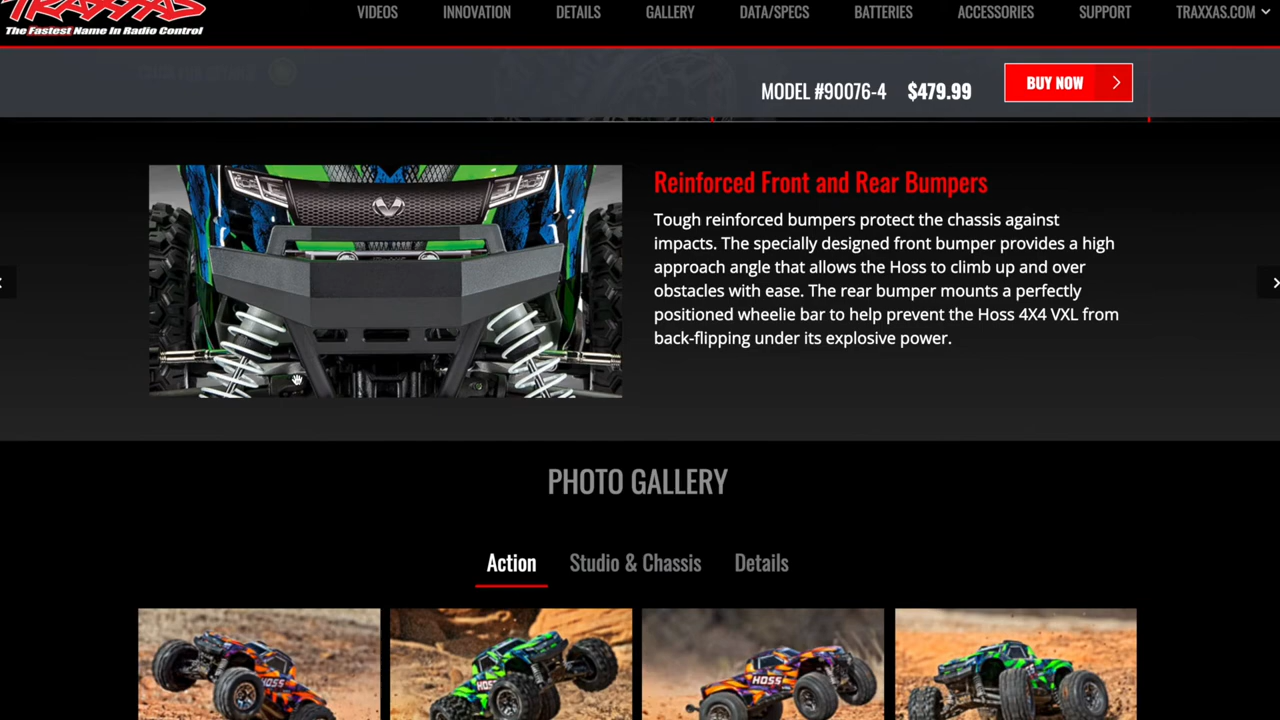 TRAXXAS
The Fastest Name In Radio Control
VIDEOS INNOVATION DETAILS GALLERY DATA/SPECS BATTERIES ACCESSORIES SUPPORT TRAXXAS.COM
MODEL #90076-4 $479.99 BUY NOW
Reinforced Front and Rear Bumpers
Tough reinforced bumpers protect the chassis against
impacts. The specially designed front bumper provides a high
approach angle that allows the Hoss to climb up and over
obstacles with ease. The rear bumper mounts a perfectly
positioned wheelie bar to help prevent the Hoss 4X4 VXL from
back-flipping under its explosive power.
PHOTO GALLERY
Action Studio & Chassis Details
HOSS
HOSS
HOSS